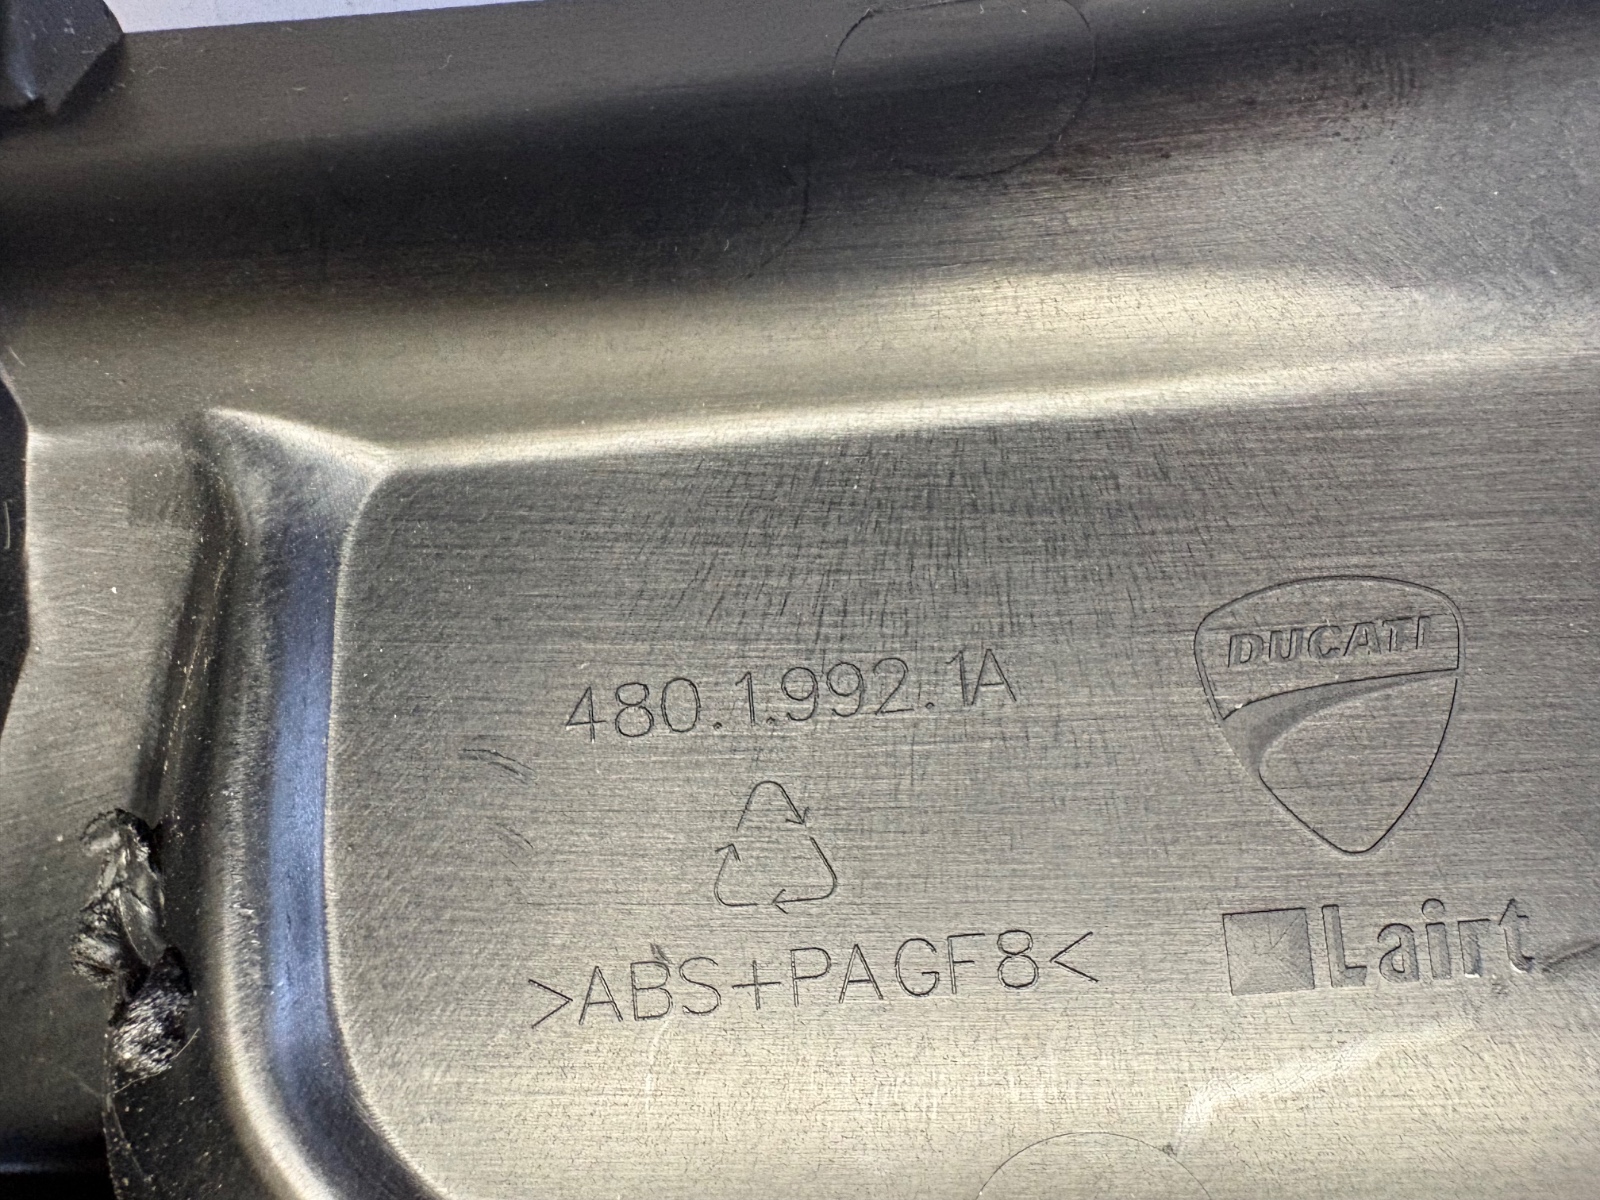 DUCATI
480.1.992.1A
>ABS+PAGF8<
Lairt